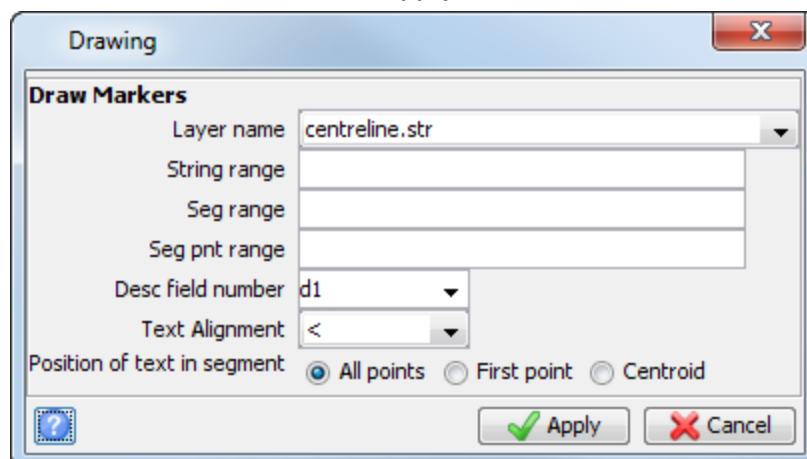 Drawing
Draw Markers
Layer name centreline.str
String range
Seg range
Seg pnt range
Desc field number d1
Text Alignment <
Position of text in segment All points First point Centroid
? Apply Cancel